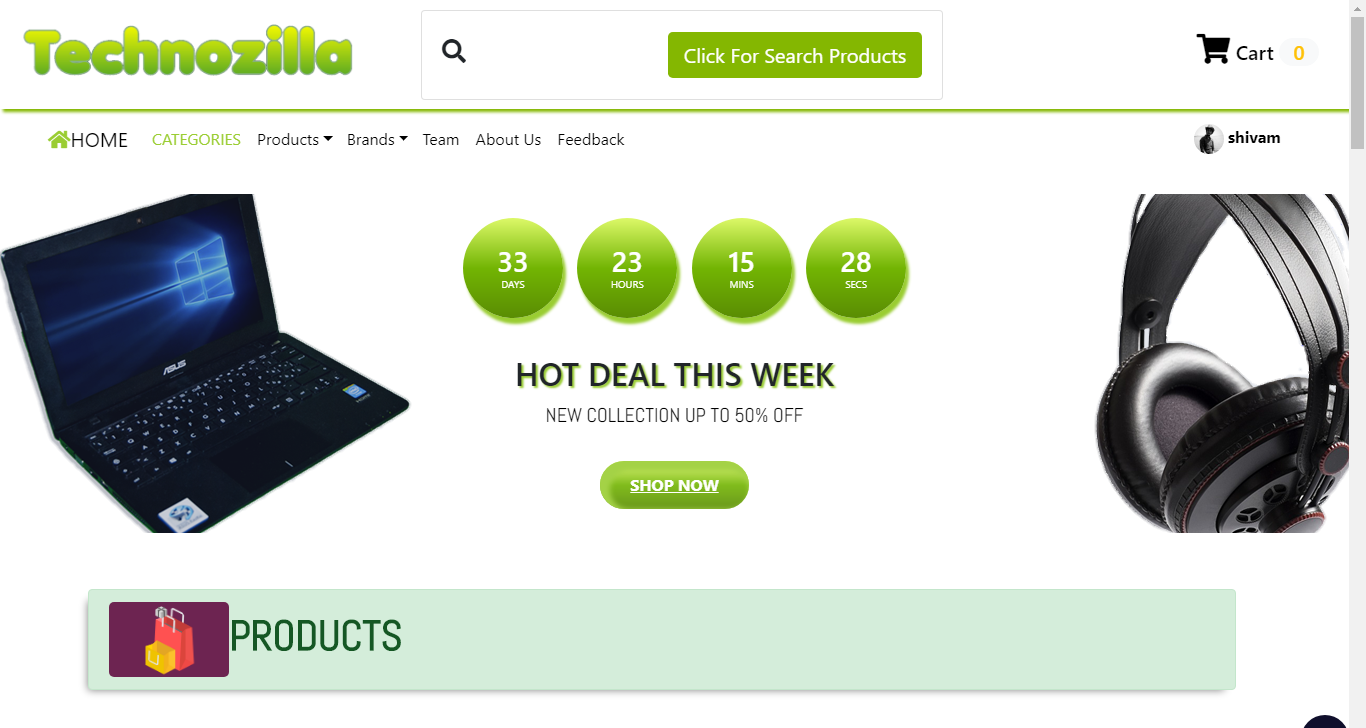 Technozilla
Click For Search Products
Cart 0
HOME CATEGORIES Products Brands Team About Us Feedback
shivam
33 23 15 28
DAYS HOURS MINS SECS
ASUS
HOT DEAL THIS WEEK
NEW COLLECTION UP TO 50% OFF
SHOP NOW
PRODUCTS